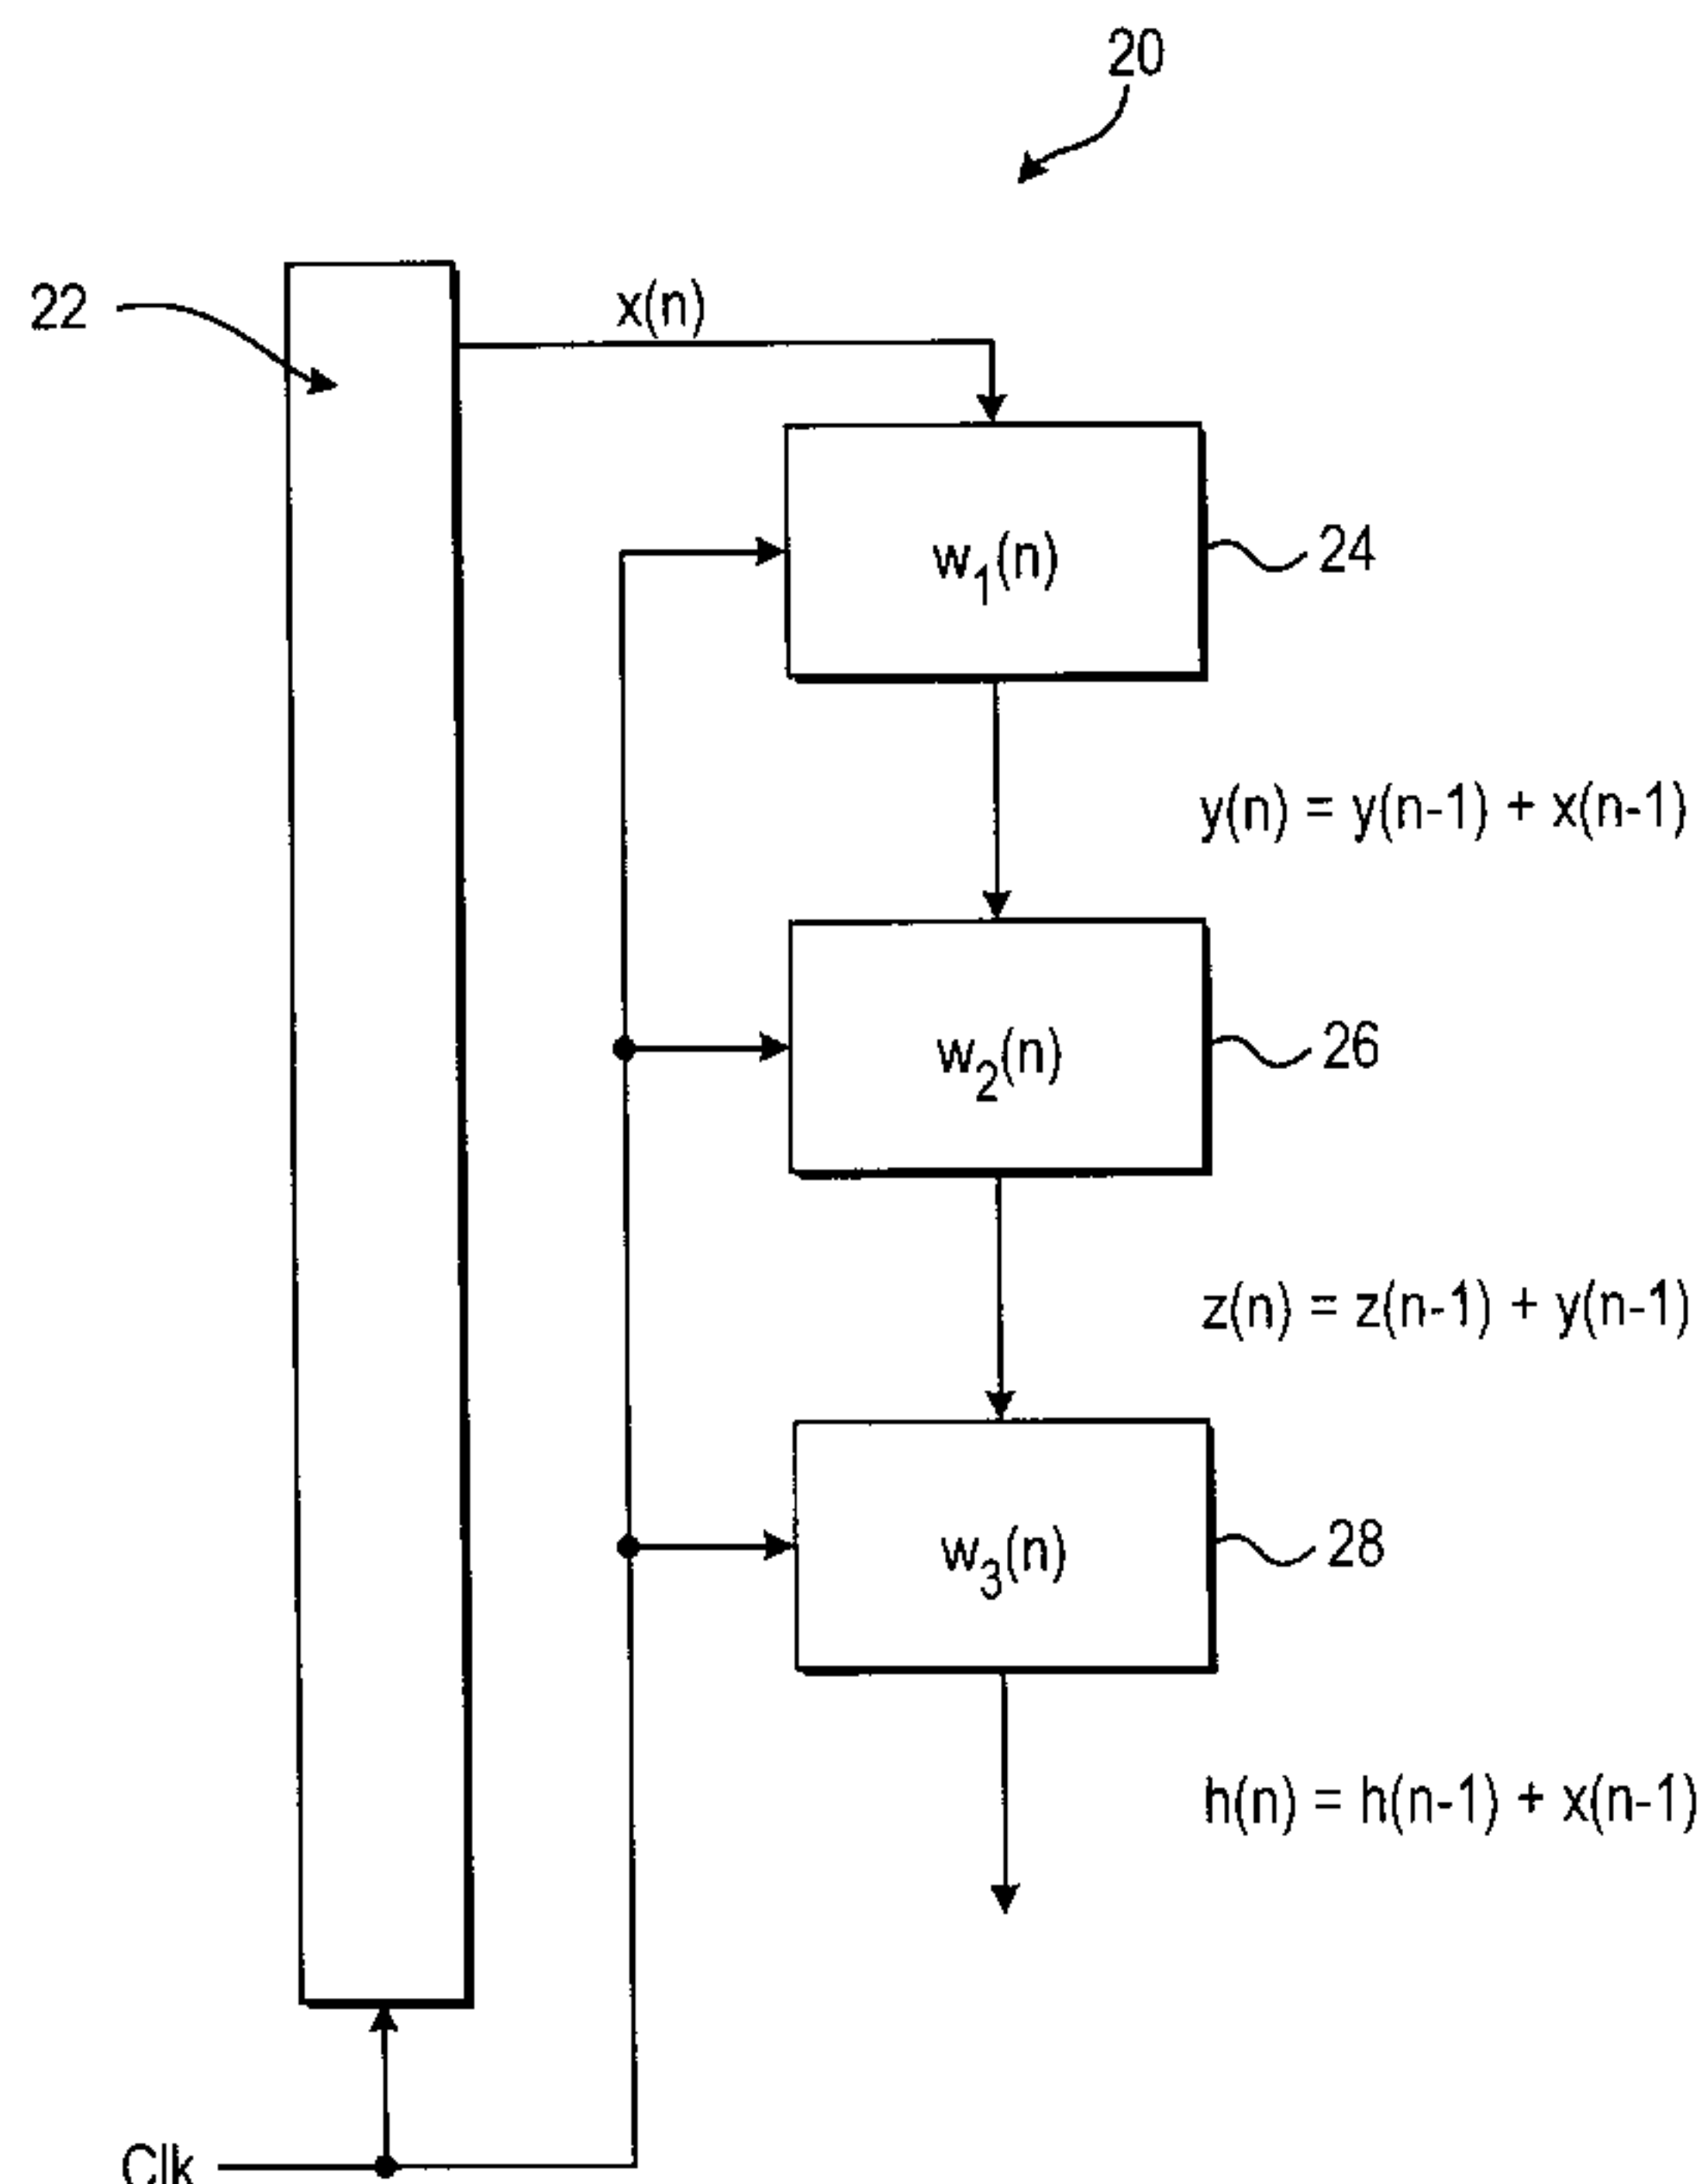 20
22
x(n)
w1(n)
24
y(n) = y(n-1) + x(n-1)
w2(n)
26
z(n) = z(n-1) + y(n-1)
w3(n)
28
h(n) = h(n-1) + x(n-1)
Clk